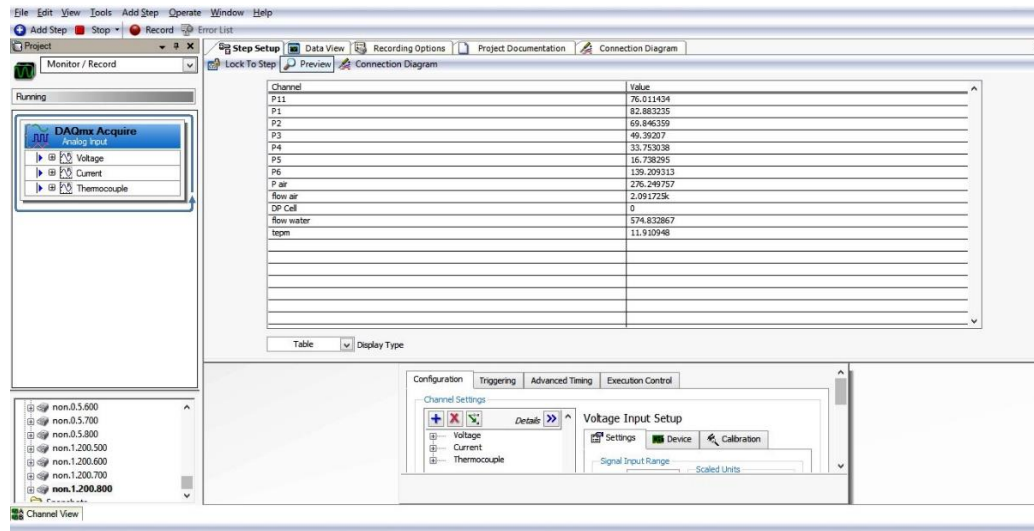 File Edit View Tools Add Step Operate Window Help
Add Step Stop Record Error List
Project
Monitor / Record
Running
DAQmx Acquire
Analog Input
Voltage
Current
Thermocouple
Step Setup Data View Recording Options Project Documentation Connection Diagram
Lock To Step Preview Connection Diagram
Channel Value
P11 76.011434
P1 82.883235
P2 69.846359
P3 49.39207
P4 33.753038
P5 16.738295
P6 139.209313
P air 276.249757
flow air 2.091725k
DP Cell 0
flow water 574.832867
tepm 11.910948
Table Display Type
Configuration Triggering Advanced Timing Execution Control
Channel Settings
Details
Voltage
Current
Thermocouple
Voltage Input Setup
Settings Device Calibration
Signal Input Range
Scaled Units
non.0.5.600
non.0.5.700
non.0.5.800
non.1.200.500
non.1.200.600
non.1.200.700
non.1.200.800
Channel View